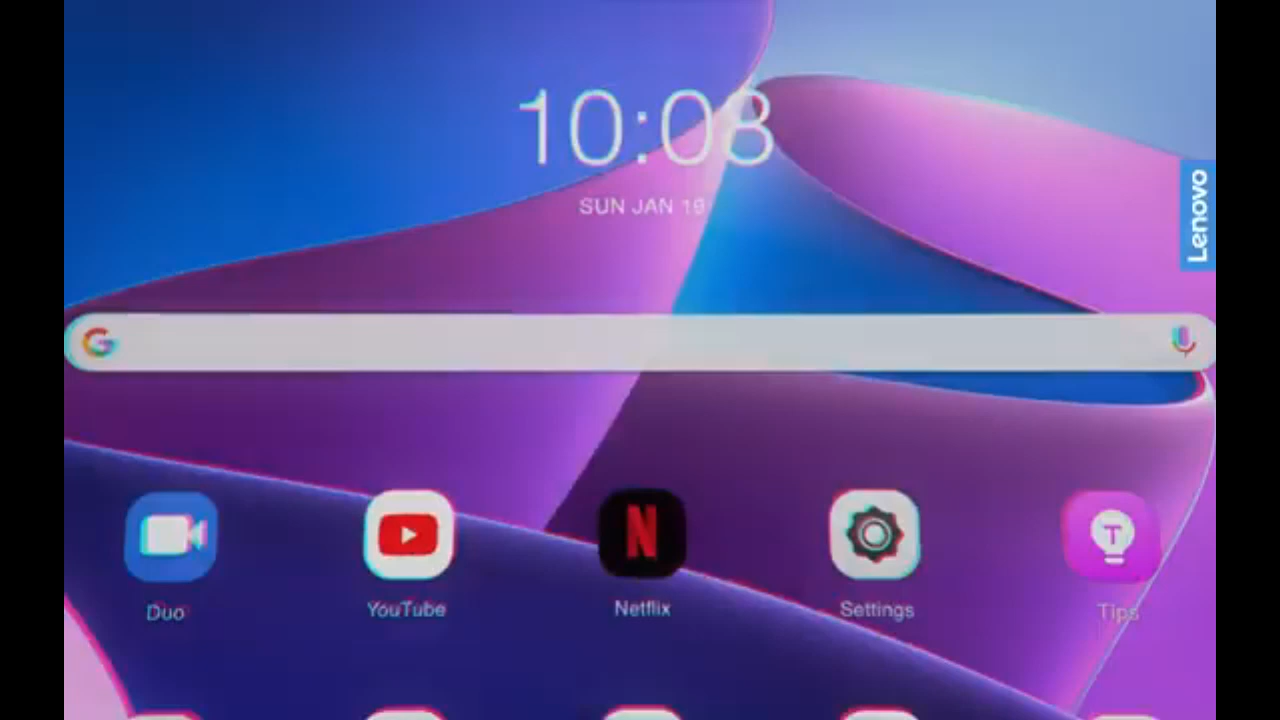 10:08
SUN JAN 19
Lenovo
Duo
YouTube
Netflix
Settings
Tips